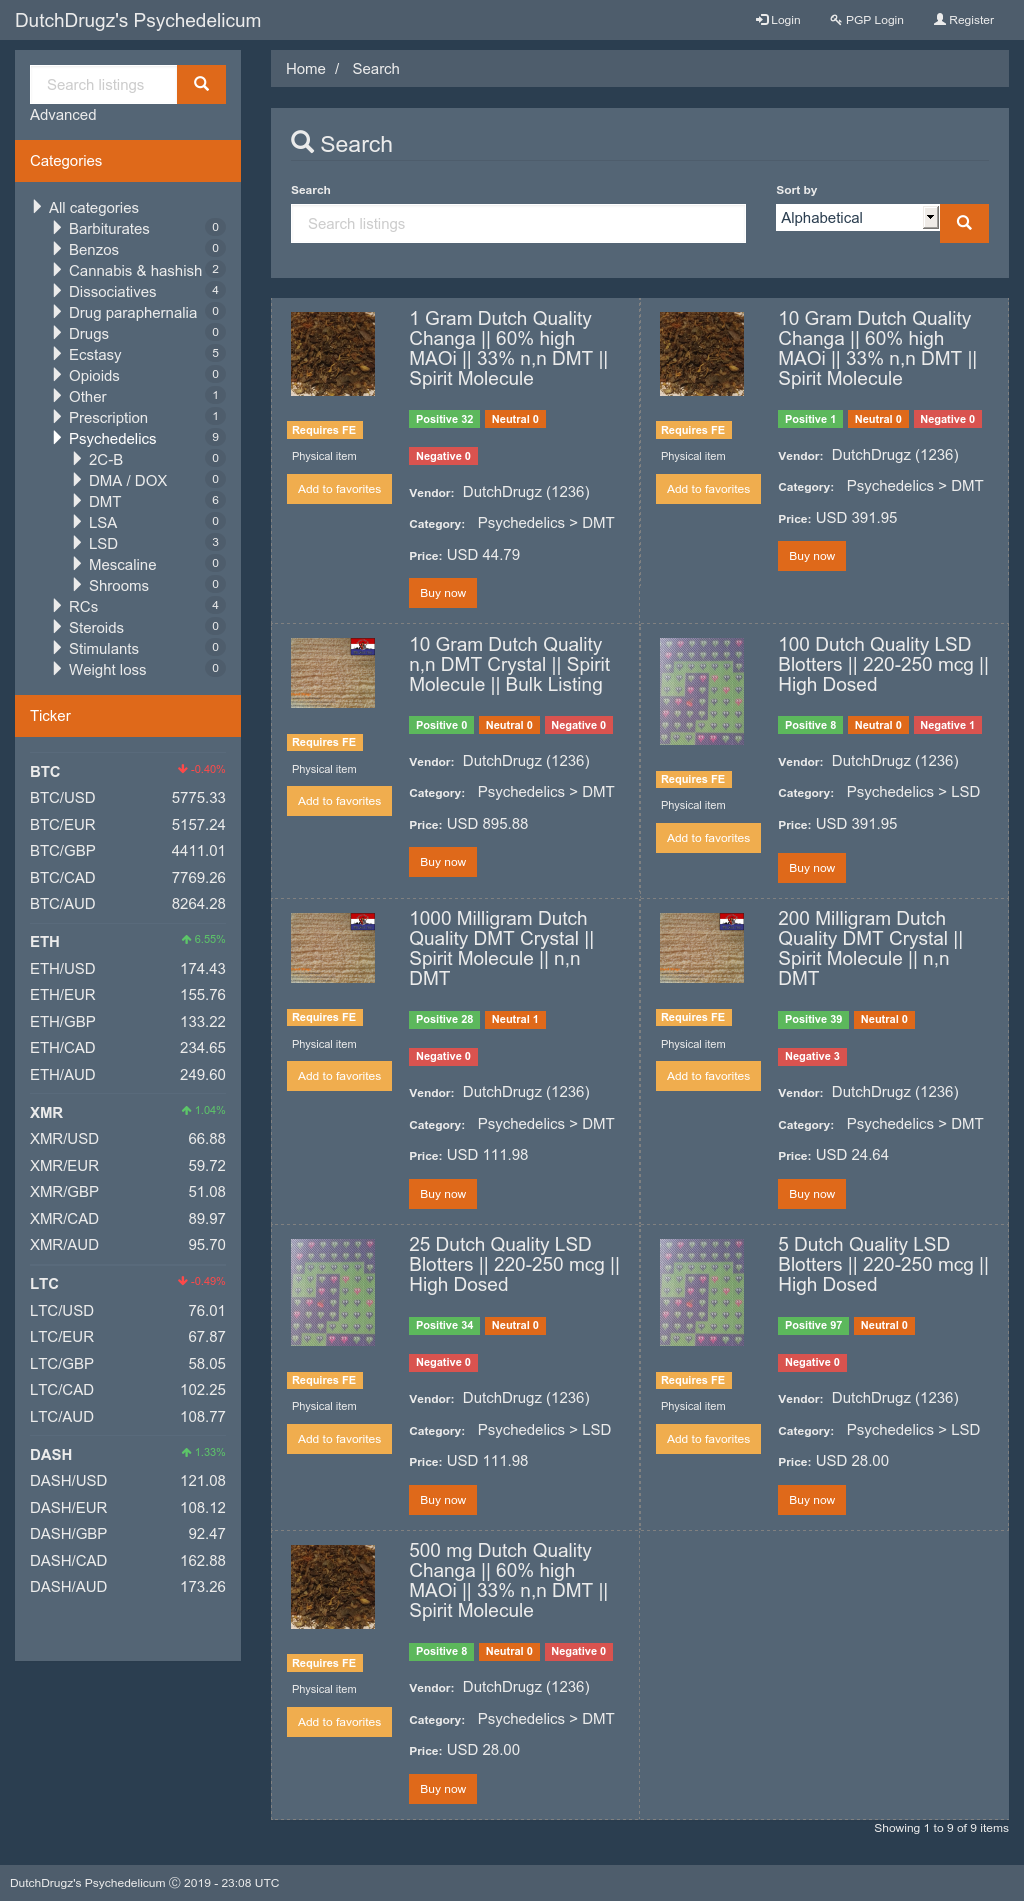 DutchDrugz's Psychedelicum
Login
PGP Login
Register
Search listings
Advanced
Categories
All categories
Barbiturates 0
Benzos 0
Cannabis & hashish 2
Dissociatives 4
Drug paraphernalia 0
Drugs 0
Ecstasy 5
Opioids 0
Other 1
Prescription 1
Psychedelics 9
2C-B 0
DMA / DOX 0
DMT 6
LSA 0
LSD 3
Mescaline 0
Shrooms 0
RCs 4
Steroids 0
Stimulants 0
Weight loss 0
Ticker
BTC -0.40%
BTC/USD 5775.33
BTC/EUR 5157.24
BTC/GBP 4411.01
BTC/CAD 7769.26
BTC/AUD 8264.28
ETH 6.55%
ETH/USD 174.43
ETH/EUR 155.76
ETH/GBP 133.22
ETH/CAD 234.65
ETH/AUD 249.60
XMR 1.04%
XMR/USD 66.88
XMR/EUR 59.72
XMR/GBP 51.08
XMR/CAD 89.97
XMR/AUD 95.70
LTC -0.49%
LTC/USD 76.01
LTC/EUR 67.87
LTC/GBP 58.05
LTC/CAD 102.25
LTC/AUD 108.77
DASH 1.33%
DASH/USD 121.08
DASH/EUR 108.12
DASH/GBP 92.47
DASH/CAD 162.88
DASH/AUD 173.26
Home / Search
Search
Search
Search listings
Sort by
Alphabetical
1 Gram Dutch Quality
Changa || 60% high
MAOi || 33% n,n DMT ||
Spirit Molecule
Requires FE
Physical item
Add to favorites
Positive 32 Neutral 0
Negative 0
Vendor: DutchDrugz (1236)
Category: Psychedelics > DMT
Price: USD 44.79
Buy now
10 Gram Dutch Quality
Changa || 60% high
MAOi || 33% n,n DMT ||
Spirit Molecule
Requires FE
Physical item
Add to favorites
Positive 1 Neutral 0 Negative 0
Vendor: DutchDrugz (1236)
Category: Psychedelics > DMT
Price: USD 391.95
Buy now
10 Gram Dutch Quality
n,n DMT Crystal || Spirit
Molecule || Bulk Listing
Requires FE
Physical item
Add to favorites
Positive 0 Neutral 0 Negative 0
Vendor: DutchDrugz (1236)
Category: Psychedelics > DMT
Price: USD 895.88
Buy now
100 Dutch Quality LSD
Blotters || 220-250 mcg ||
High Dosed
Requires FE
Physical item
Add to favorites
Positive 8 Neutral 0 Negative 1
Vendor: DutchDrugz (1236)
Category: Psychedelics > LSD
Price: USD 391.95
Buy now
1000 Milligram Dutch
Quality DMT Crystal ||
Spirit Molecule || n,n
DMT
Requires FE
Physical item
Add to favorites
Positive 28 Neutral 1
Negative 0
Vendor: DutchDrugz (1236)
Category: Psychedelics > DMT
Price: USD 111.98
Buy now
200 Milligram Dutch
Quality DMT Crystal ||
Spirit Molecule || n,n
DMT
Requires FE
Physical item
Add to favorites
Positive 39 Neutral 0
Negative 3
Vendor: DutchDrugz (1236)
Category: Psychedelics > DMT
Price: USD 24.64
Buy now
25 Dutch Quality LSD
Blotters || 220-250 mcg ||
High Dosed
Requires FE
Physical item
Add to favorites
Positive 34 Neutral 0
Negative 0
Vendor: DutchDrugz (1236)
Category: Psychedelics > LSD
Price: USD 111.98
Buy now
5 Dutch Quality LSD
Blotters || 220-250 mcg ||
High Dosed
Requires FE
Physical item
Add to favorites
Positive 97 Neutral 0
Negative 0
Vendor: DutchDrugz (1236)
Category: Psychedelics > LSD
Price: USD 28.00
Buy now
500 mg Dutch Quality
Changa || 60% high
MAOi || 33% n,n DMT ||
Spirit Molecule
Requires FE
Physical item
Add to favorites
Positive 8 Neutral 0 Negative 0
Vendor: DutchDrugz (1236)
Category: Psychedelics > DMT
Price: USD 28.00
Buy now
Showing 1 to 9 of 9 items
DutchDrugz's Psychedelicum © 2019 - 23:08 UTC